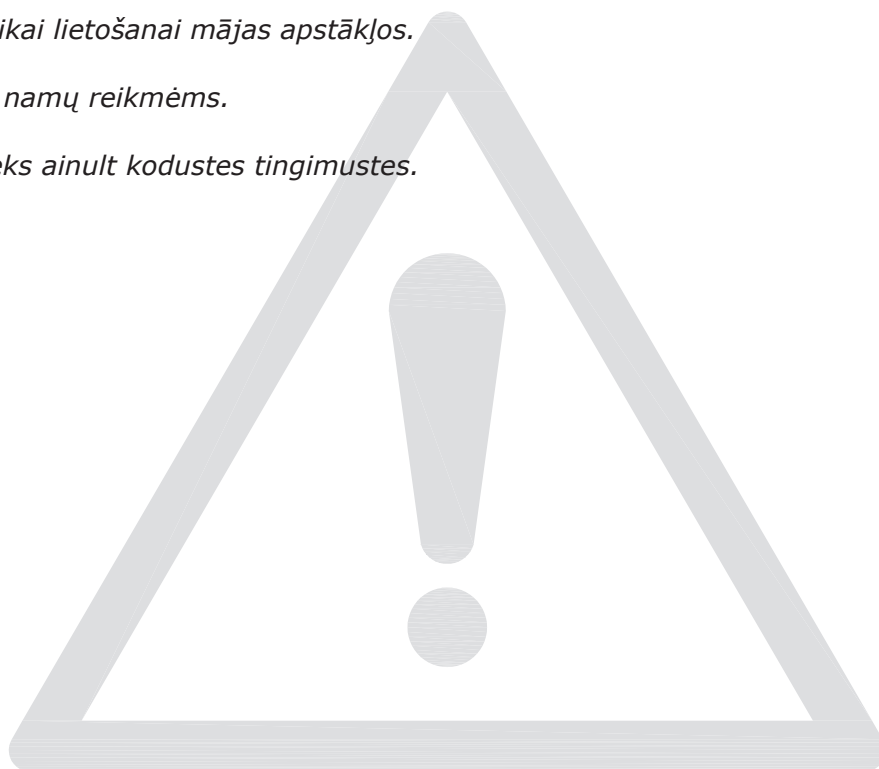 ikai lietošanai mājas apstākļos.
namų reikmėms.
eks ainult kodustes tingimustes.